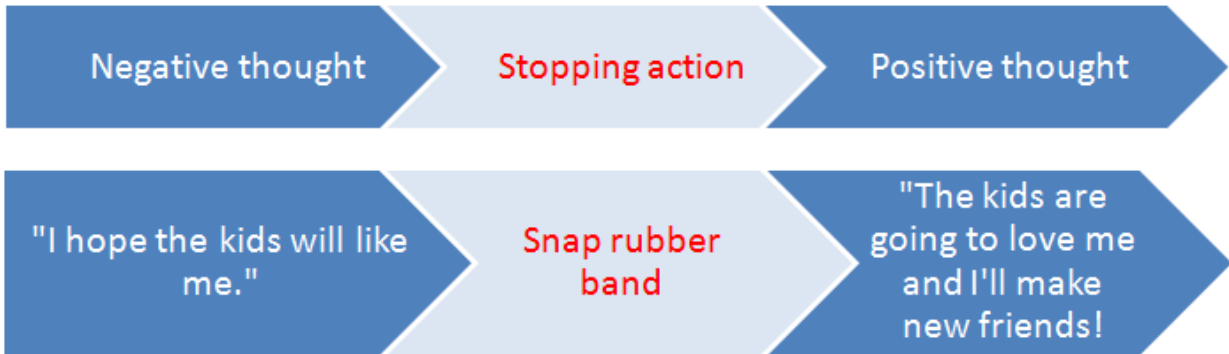 Negative thought
Stopping action
Positive thought
"I hope the kids will like
me."
Snap rubber
band
"The kids are
going to love me
and I'll make
new friends!